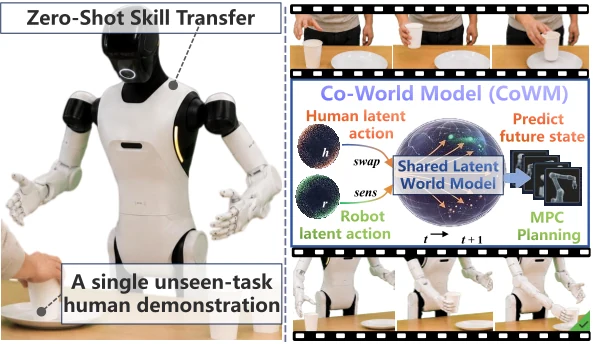 Zero-Shot Skill Transfer
A single unseen-task
human demonstration
Co-World Model (CoWM)
Human latent
action
Predict
future state
h
swap
Shared Latent
World Model
r
sens
Robot
latent action
t
t + 1
MPC
Planning